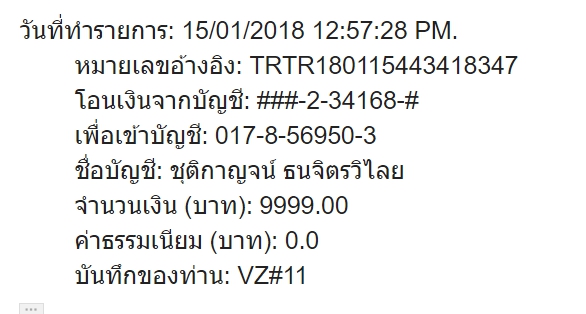 วันที่ทำรายการ: 15/01/2018 12:57:28 PM.
หมายเลขอ้างอิง: TRTR180115443418347
โอนเงินจากบัญชี: ###-2-34168-#
เพื่อเข้าบัญชี: 017-8-56950-3
ชื่อบัญชี: ชุติกาญจน์ ธนจิตรวิไลย
จำนวนเงิน (บาท): 9999.00
ค่าธรรมเนียม (บาท): 0.0
บันทึกของท่าน: VZ#11